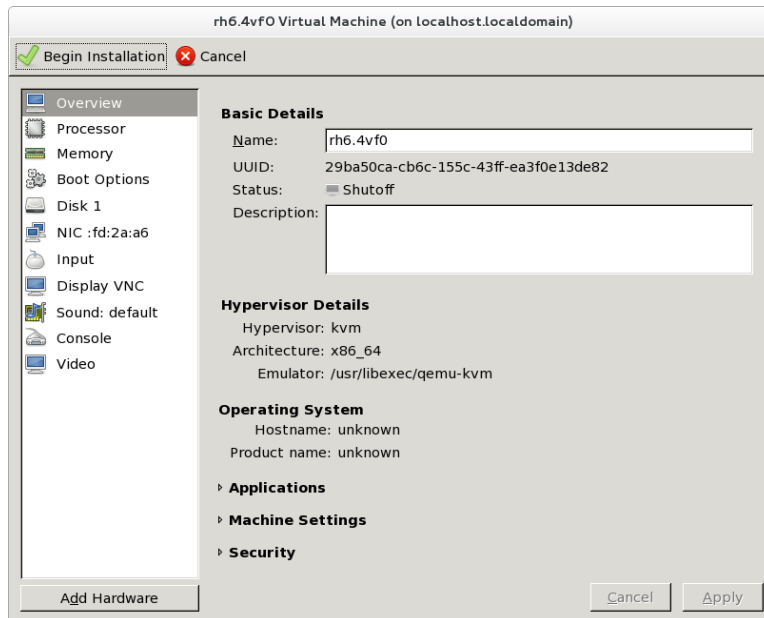 rh6.4vf0 Virtual Machine (on localhost.localdomain)
Begin Installation Cancel
Overview
Processor
Memory
Boot Options
Disk 1
NIC :fd:2a:a6
Input
Display VNC
Sound: default
Console
Video
Add Hardware
Basic Details
Name: rh6.4vf0
UUID: 29ba50ca-cb6c-155c-43ff-ea3f0e13de82
Status: Shutoff
Description:
Hypervisor Details
Hypervisor: kvm
Architecture: x86_64
Emulator: /usr/libexec/qemu-kvm
Operating System
Hostname: unknown
Product name: unknown
Applications
Machine Settings
Security
Cancel Apply